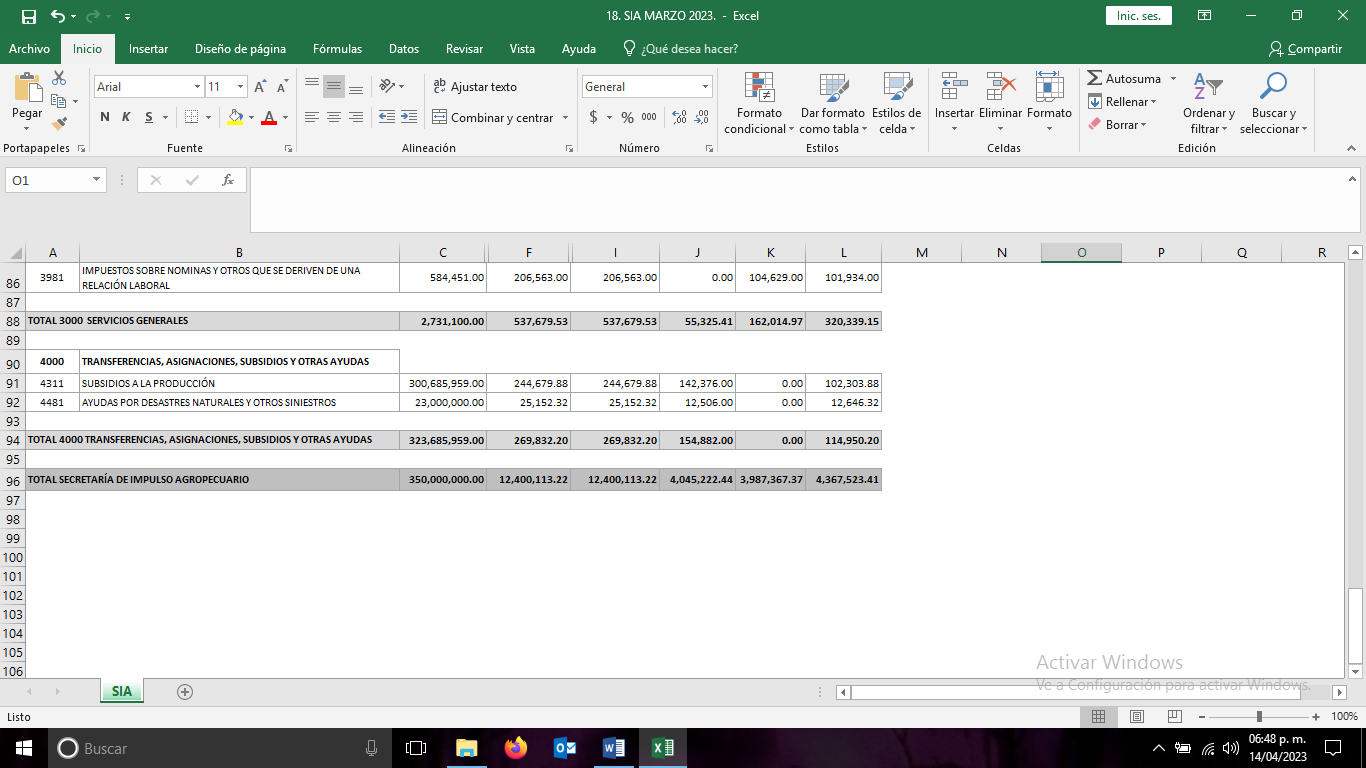 18. SIA MARZO 2023. - Excel
Inic. ses.
Archivo Inicio Insertar Diseño de página Fórmulas Datos Revisar Vista Ayuda ¿Qué desea hacer? Compartir
Pegar
Portapapeles
Arial 11
N K S
Fuente
Ajustar texto
Combinar y centrar
Alineación
General
$ % 000
Número
Formato condicional
Dar formato como tabla
Estilos de celda
Estilos
Insertar Eliminar Formato
Celdas
Autosuma
Rellenar
Borrar
Ordenar y filtrar
Buscar y seleccionar
Edición
O1 fx
A B C F I J K L M N O P Q R
86 3981 IMPUESTOS SOBRE NOMINAS Y OTROS QUE SE DERIVEN DE UNA
RELACIÓN LABORAL 584,451.00 206,563.00 206,563.00 0.00 104,629.00 101,934.00
87
88 TOTAL 3000 SERVICIOS GENERALES 2,731,100.00 537,679.53 537,679.53 55,325.41 162,014.97 320,339.15
89
90 4000 TRANSFERENCIAS, ASIGNACIONES, SUBSIDIOS Y OTRAS AYUDAS
91 4311 SUBSIDIOS A LA PRODUCCIÓN 300,685,959.00 244,679.88 244,679.88 142,376.00 0.00 102,303.88
92 4481 AYUDAS POR DESASTRES NATURALES Y OTROS SINIESTROS 23,000,000.00 25,152.32 25,152.32 12,506.00 0.00 12,646.32
93
94 TOTAL 4000 TRANSFERENCIAS, ASIGNACIONES, SUBSIDIOS Y OTRAS AYUDAS 323,685,959.00 269,832.20 269,832.20 154,882.00 0.00 114,950.20
95
96 TOTAL SECRETARÍA DE IMPULSO AGROPECUARIO 350,000,000.00 12,400,113.22 12,400,113.22 4,045,222.44 3,987,367.37 4,367,523.41
97
98
99
100
101
102
103
104
105
106
Activar Windows
Ve a Configuración para activar Windows.
SIA
Listo
100%
Buscar
06:48 p. m.
14/04/2023